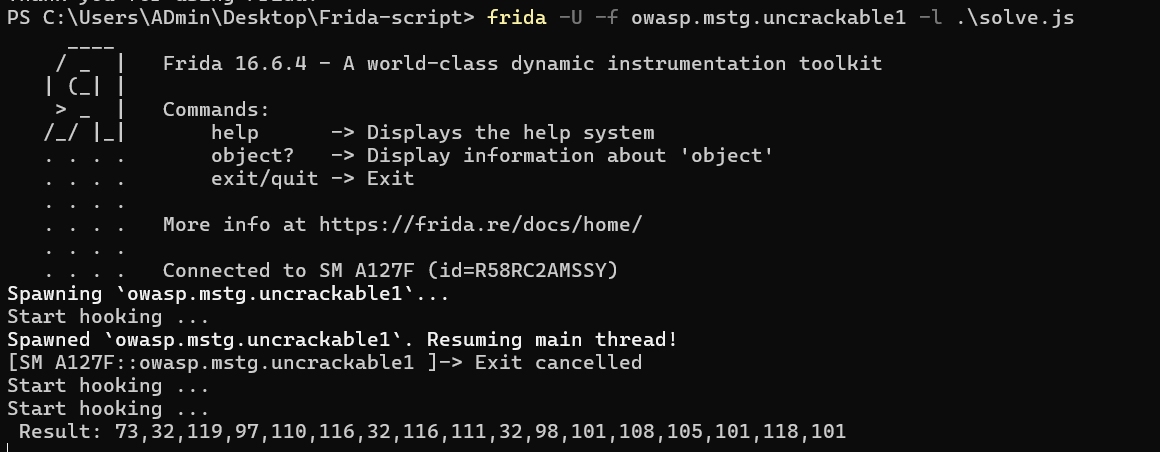 PS C:\Users\ADmin\Desktop\Frida-script> frida -U -f owasp.mstg.uncrackable1 -l .\solve.js
     ____
    / _  |   Frida 16.6.4 - A world-class dynamic instrumentation toolkit
   | (_| |
    > _  |   Commands:
   /_/ |_|       help      -> Displays the help system
   . . . .       object?   -> Display information about 'object'
   . . . .       exit/quit -> Exit
   . . . .
   . . . .   More info at https://frida.re/docs/home/
   . . . .
   . . . .   Connected to SM A127F (id=R58RC2AMSSY)
Spawning `owasp.mstg.uncrackable1`...
Start hooking ...
Spawned `owasp.mstg.uncrackable1`. Resuming main thread!
[SM A127F::owasp.mstg.uncrackable1 ]-> Exit cancelled
Start hooking ...
Start hooking ...
 Result: 73,32,119,97,110,116,32,116,111,32,98,101,108,105,101,118,101